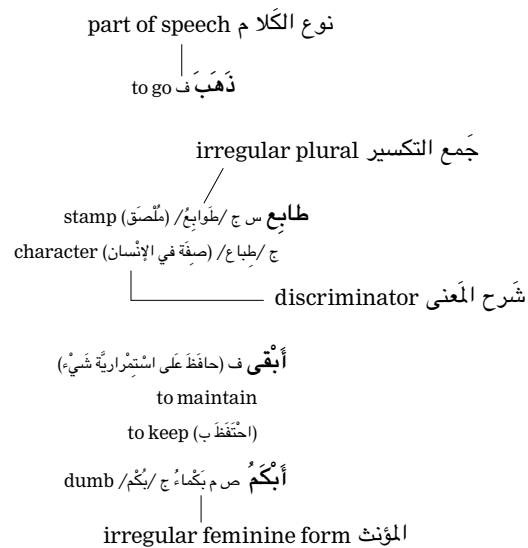 نوع الكَلا م part of speech
ذَهَبَ ف to go
جَمع التكسير irregular plural
طابِع س ج /طَوابِعُ/ (مُلْصَق) stamp
ج /طِباع/ (صِفَة في الإنْسان) character
شَرح المَعنى discriminator
أَبْقى ف (حافَظَ عَلى اسْتِمْراريَّة شَيْء)
to maintain
(احْتَفَظَ ب) to keep
أَبْكَمُ ص م بَكْماءُ ج /بُكْم/ dumb
المؤنث irregular feminine form